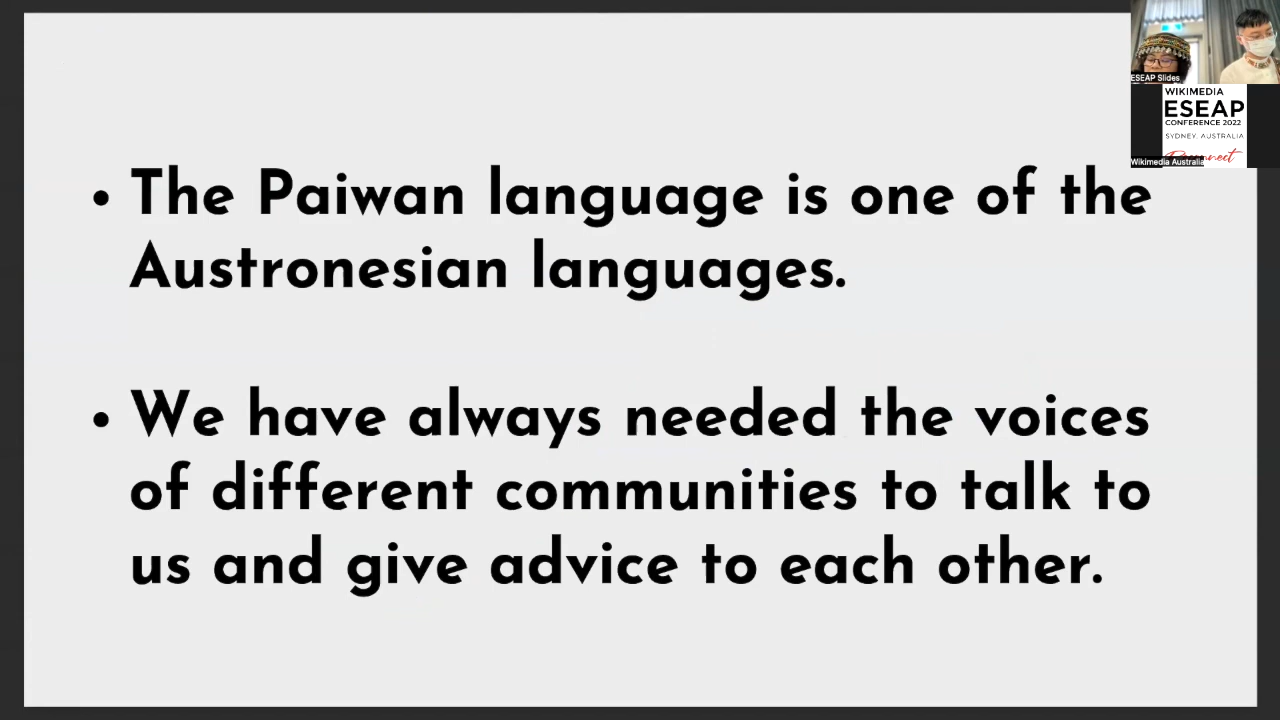 • The Paiwan language is one of the
Austronesian languages.
• We have always needed the voices
of different communities to talk to
us and give advice to each other.
ESEAP Slides
WIKIMEDIA
ESEAP
CONFERENCE 2022
SYDNEY, AUSTRALIA
Wikimedia Australia